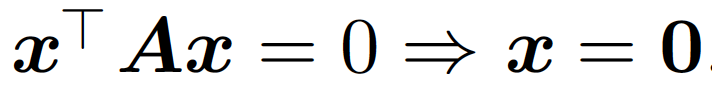 𝒙⊤𝑨𝒙 = 0 ⇒ 𝒙 = 𝟎.